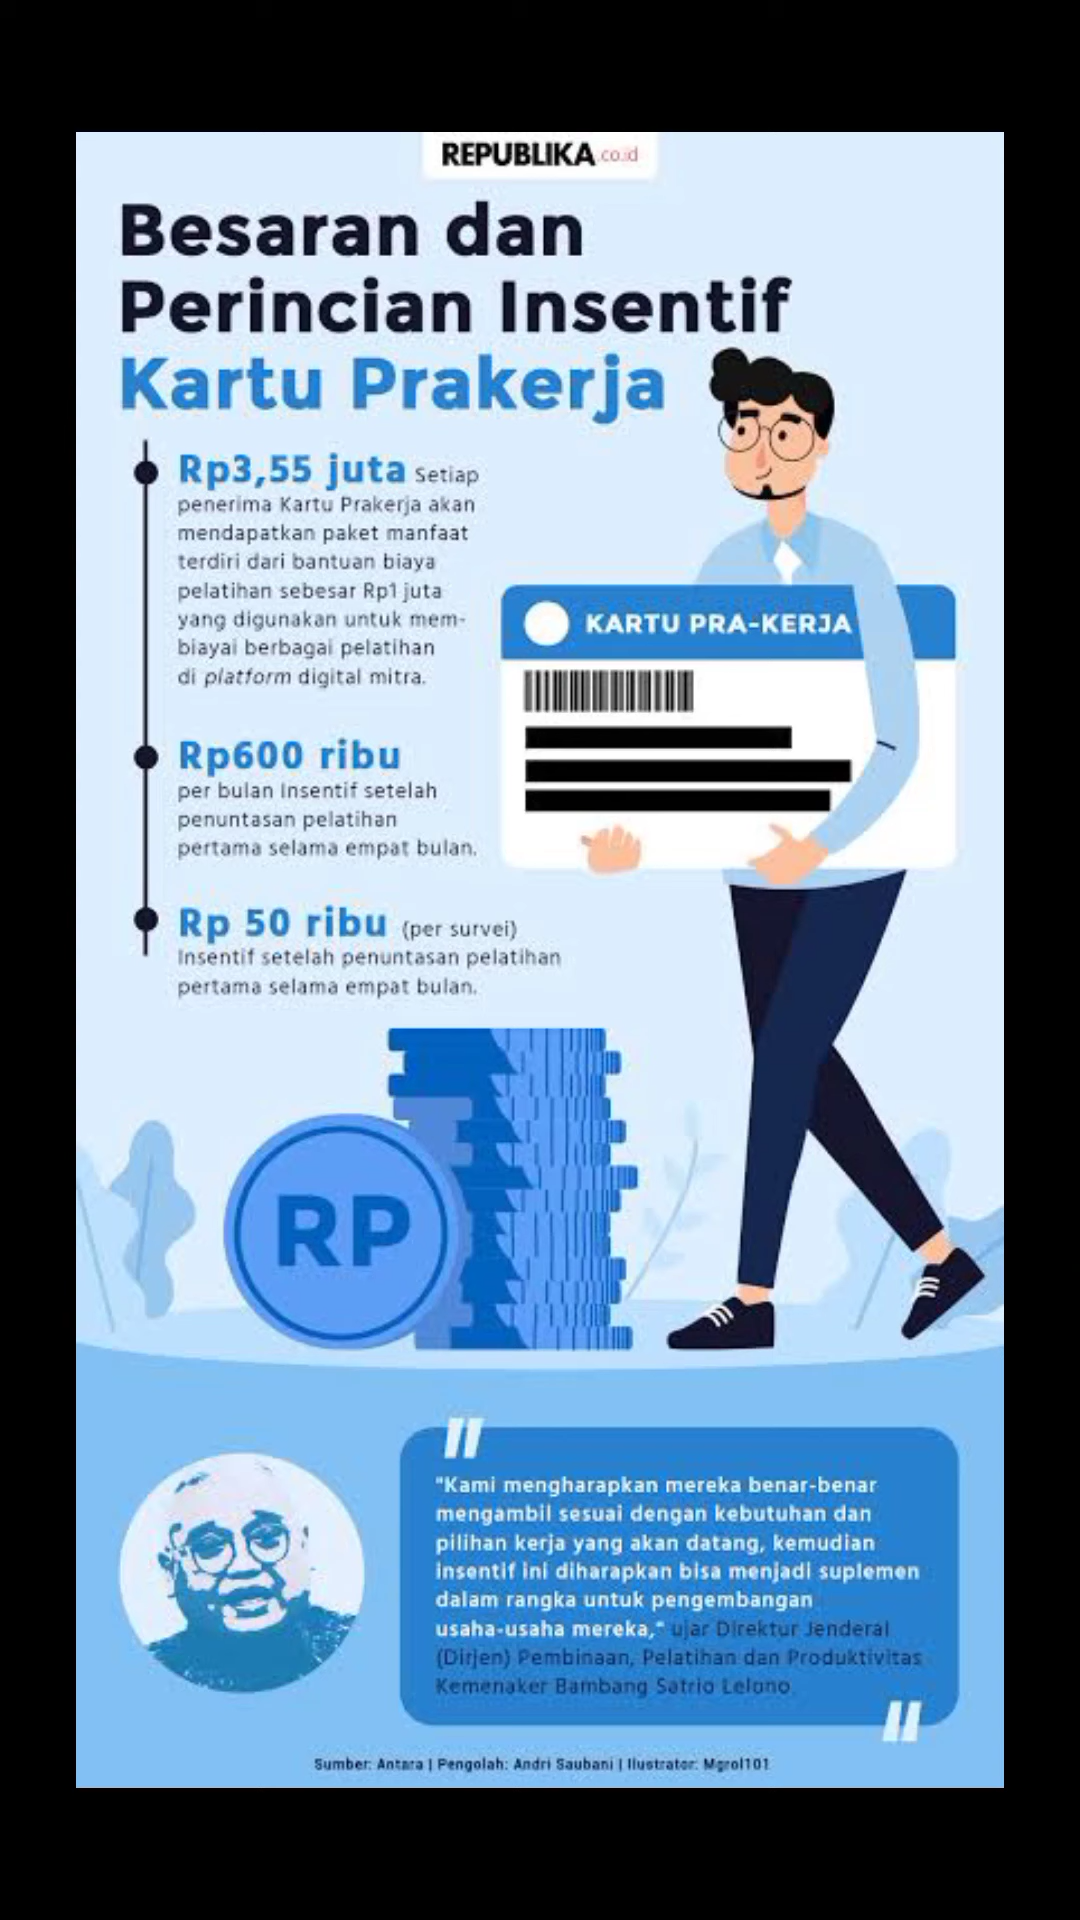 REPUBLIKA.co.id
Besaran dan
Perincian Insentif
Kartu Prakerja
Rp3,55 juta Setiap
penerima Kartu Prakerja akan
mendapatkan paket manfaat
terdiri dari bantuan biaya
pelatihan sebesar Rp1 juta
yang digunakan untuk mem-
biayai berbagai pelatihan
di platform digital mitra.
KARTU PRA-KERJA
Rp600 ribu
per bulan Insentif setelah
penuntasan pelatihan
pertama selama empat bulan.
Rp 50 ribu (per survei)
Insentif setelah penuntasan pelatihan
pertama selama empat bulan.
RP
"Kami mengharapkan mereka benar-benar
mengambil sesuai dengan kebutuhan dan
pilihan kerja yang akan datang, kemudian
insentif ini diharapkan bisa menjadi suplemen
dalam rangka untuk pengembangan
usaha-usaha mereka," ujar Direktur Jenderal
(Dirjen) Pembinaan, Pelatihan dan Produktivitas
Kemenaker Bambang Satrio Lelono.
Sumber: Antara | Pengolah: Andri Saubani | Ilustrator: Mgrol101